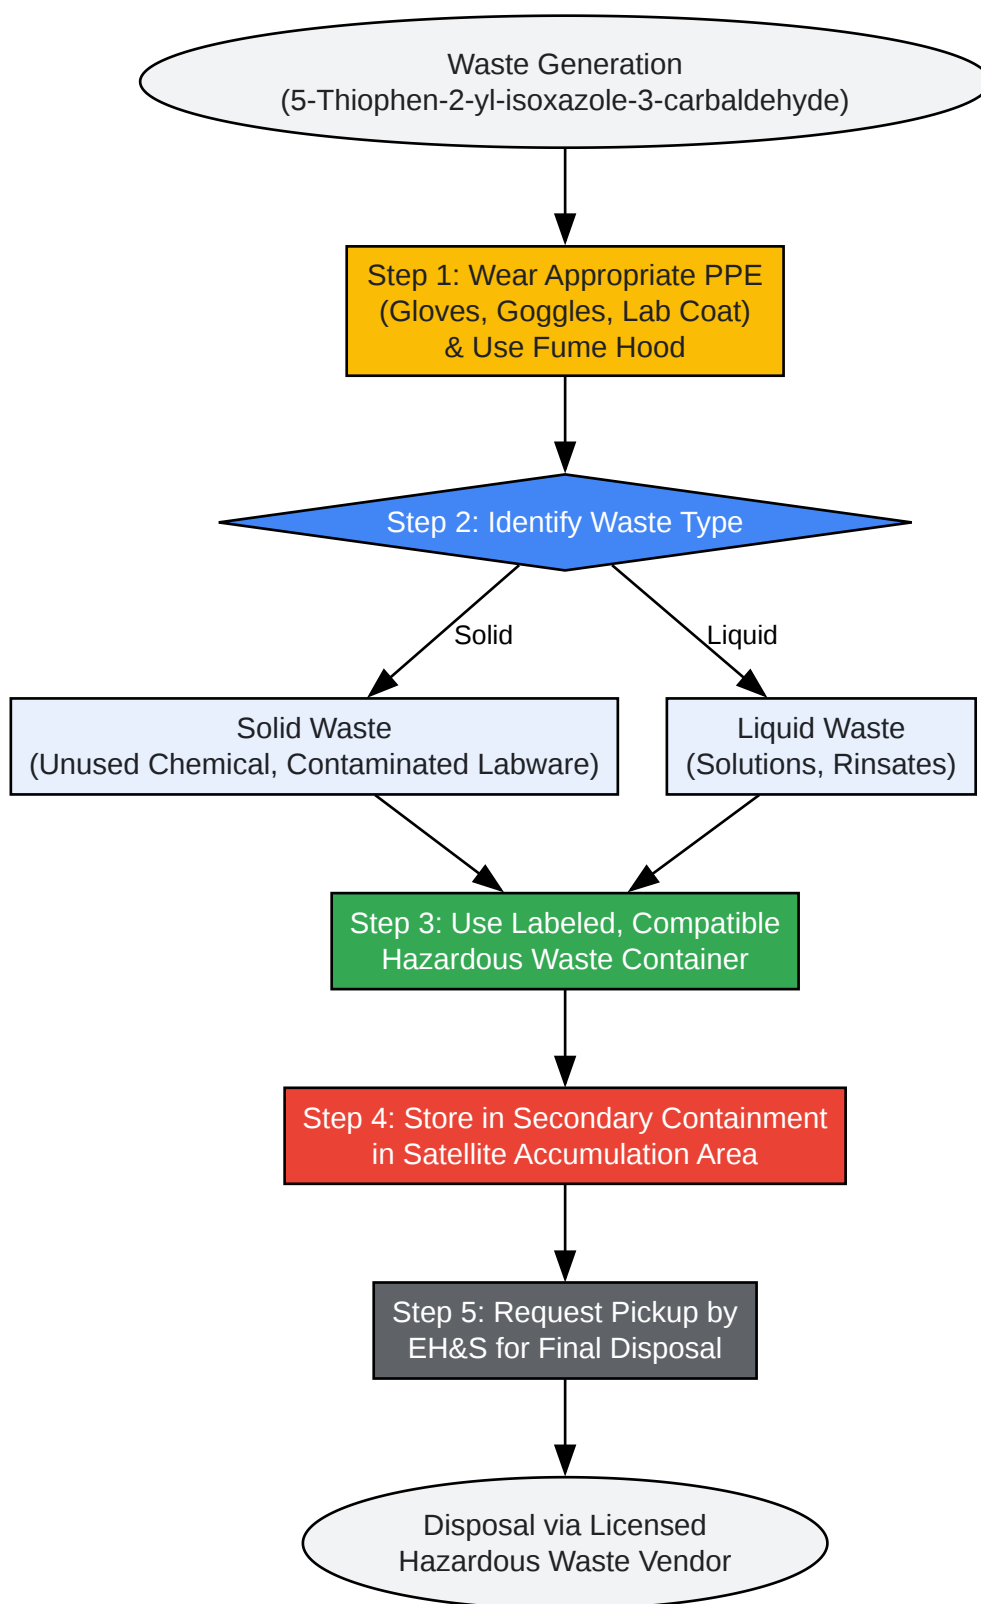 Waste Generation
(5-Thiophen-2-yl-isoxazole-3-carbaldehyde)
Step 1: Wear Appropriate PPE
(Gloves, Goggles, Lab Coat)
& Use Fume Hood
Step 2: Identify Waste Type
Solid
Liquid
Solid Waste
(Unused Chemical, Contaminated Labware)
Liquid Waste
(Solutions, Rinsates)
Step 3: Use Labeled, Compatible
Hazardous Waste Container
Step 4: Store in Secondary Containment
in Satellite Accumulation Area
Step 5: Request Pickup by
EH&S for Final Disposal
Disposal via Licensed
Hazardous Waste Vendor